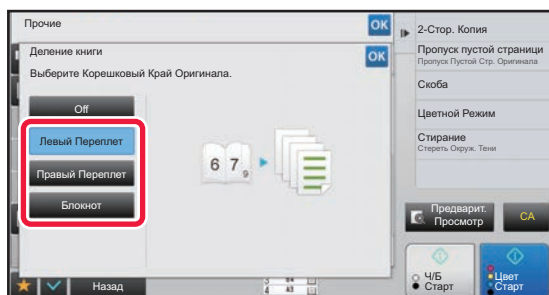 Прочие
OK
Деление книги
OK
Выберите Корешковый Край Оригинала.
Off
Левый Переплет
Правый Переплет
Блокнот
6 7
9
Назад
2-Стор. Копия
Пропуск пустой страници
Пропуск Пустой Стр. Оригинала
Скоба
Цветной Режим
Стирание
Стереть Окруж. Тени
Предварит.
Просмотр
CA
Ч/Б
Старт
Цвет
Старт